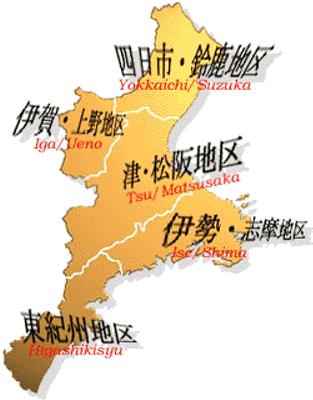 四日市・鈴鹿地区
Yokkaichi/Suzuka
伊賀・上野地区
Iga/Ueno
津・松阪地区
Tsu/Matsusaka
伊勢・志摩地区
Ise/Shima
東紀州地区
Higashikisyu